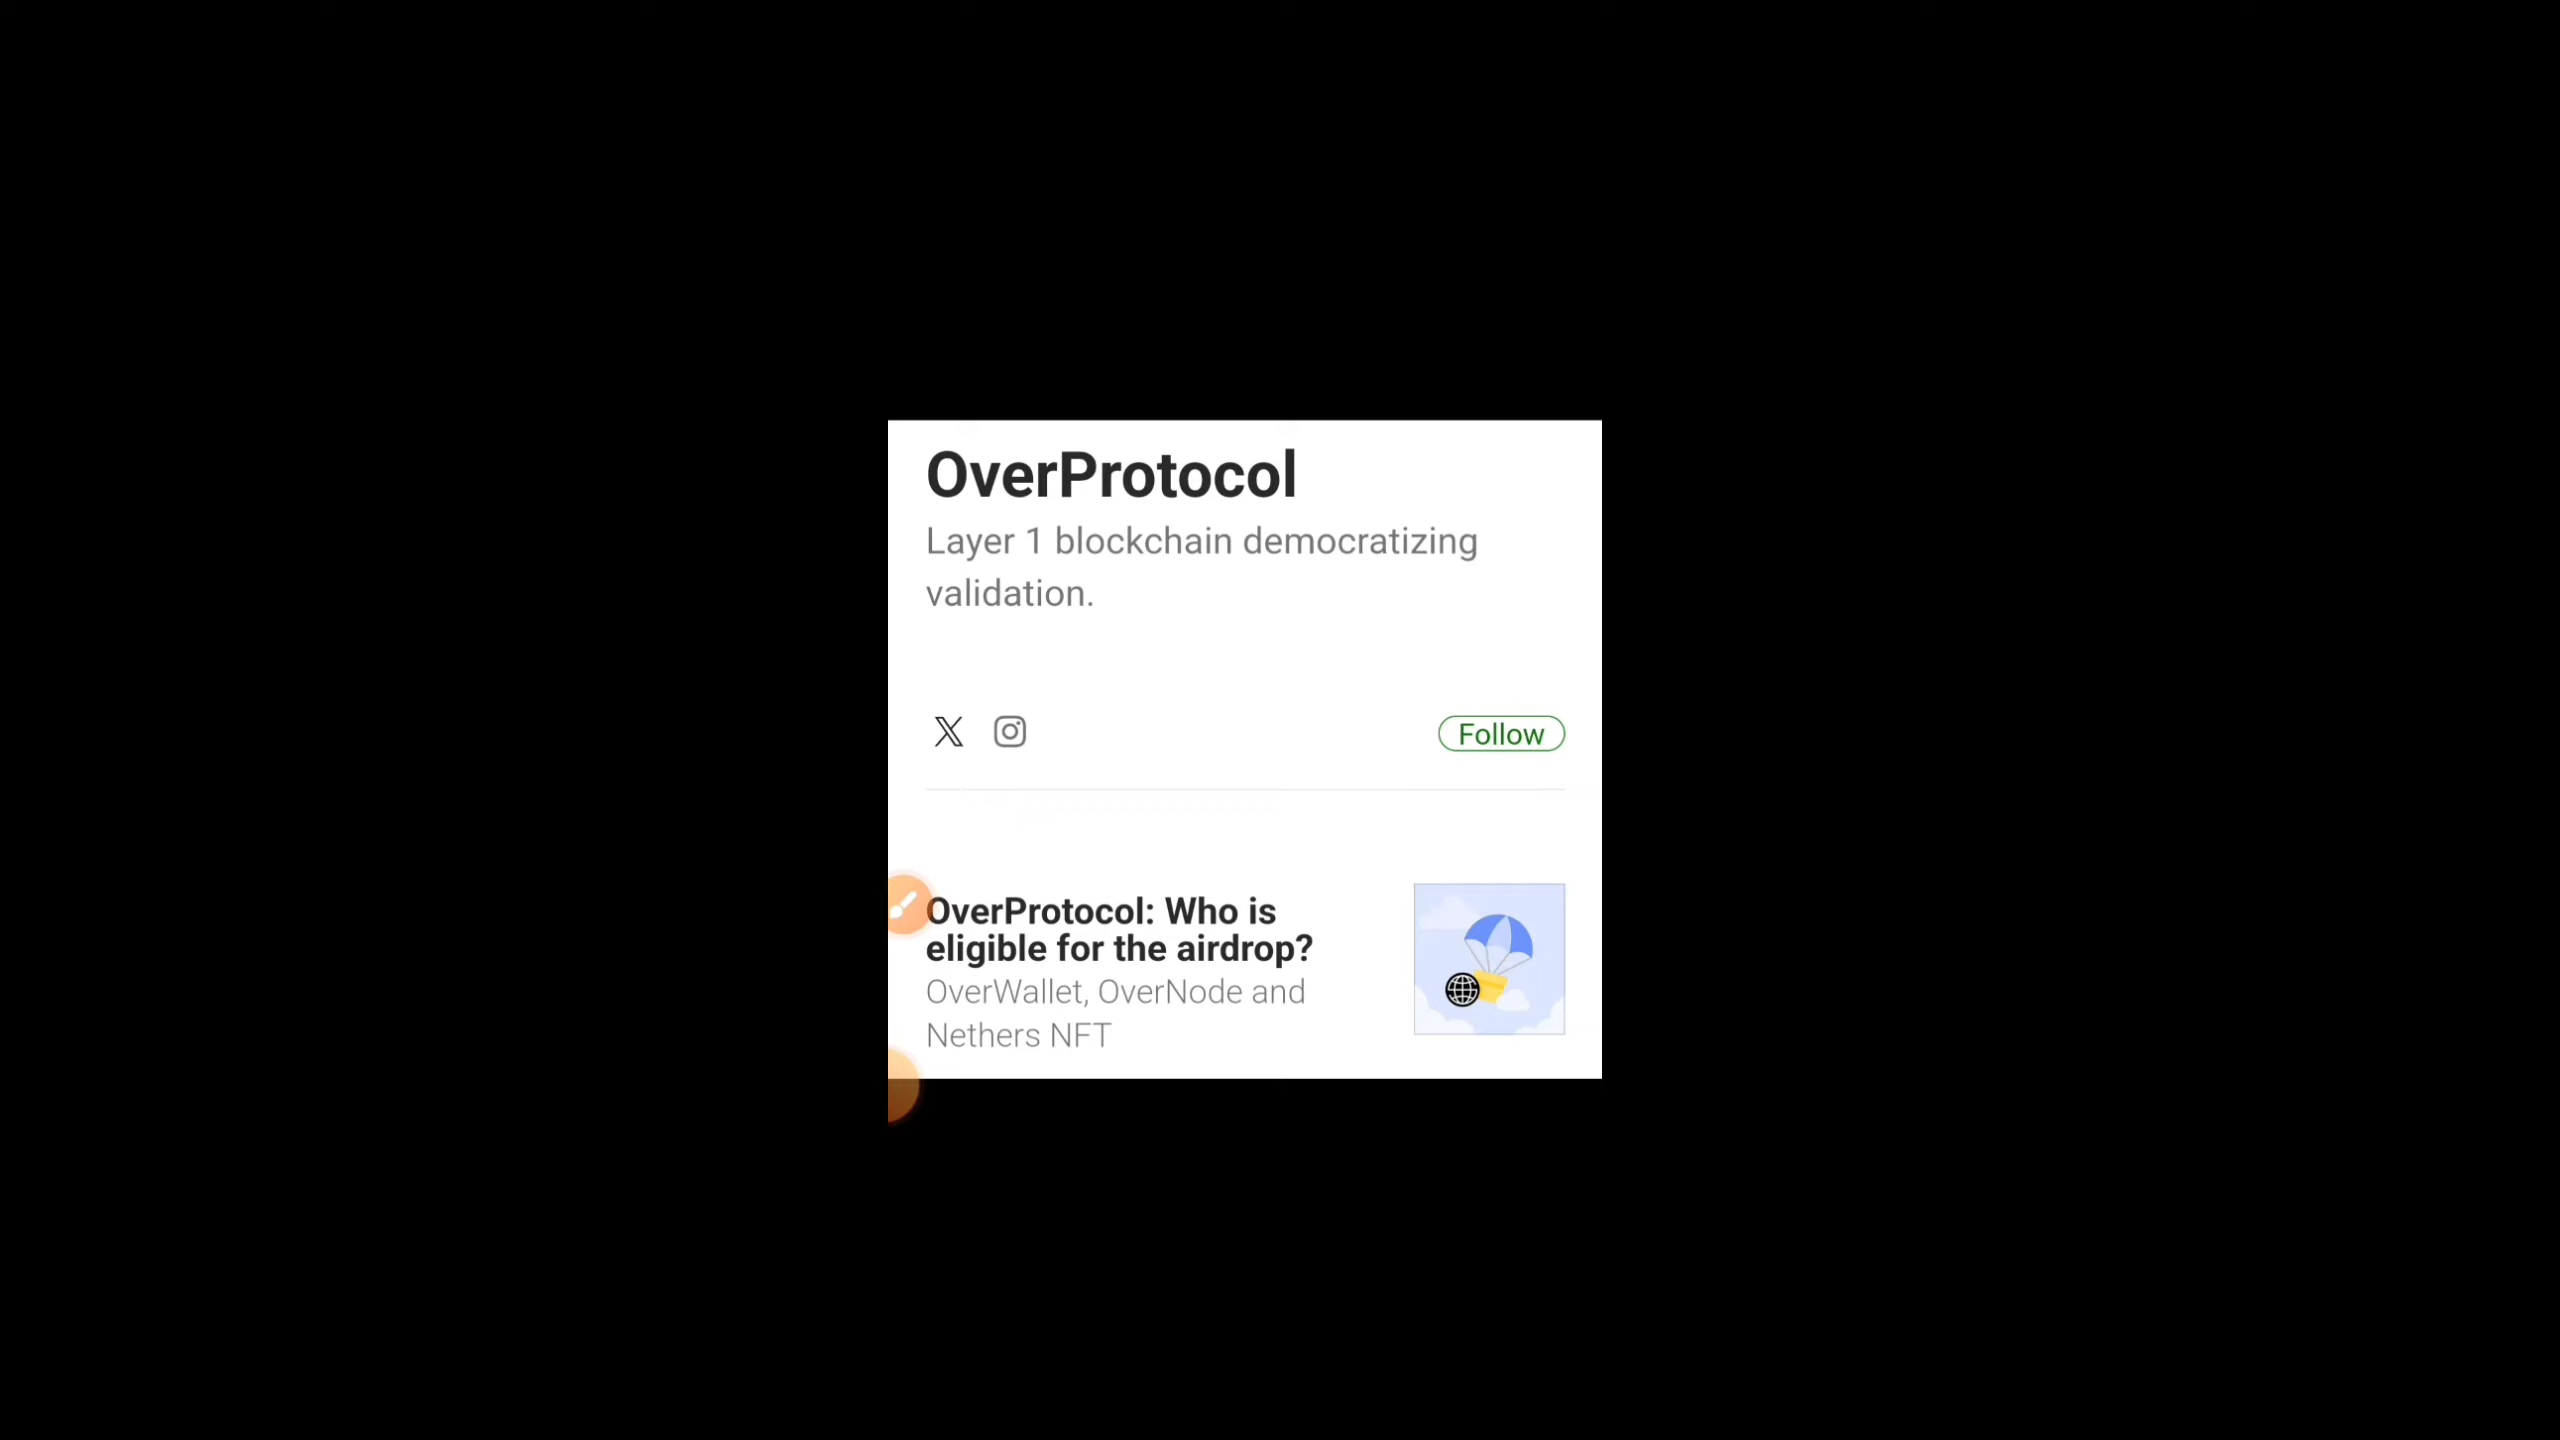 OverProtocol
Layer 1 blockchain democratizing
validation.
Follow
OverProtocol: Who is
eligible for the airdrop?
OverWallet, OverNode and
Nethers NFT